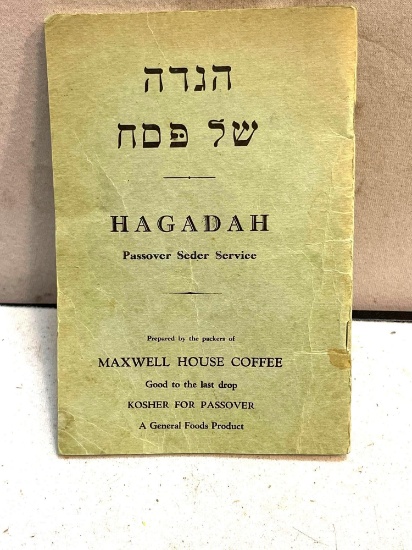 הגדה
של פסח
HAGADAH
Passover Seder Service
Prepared by the packers of
MAXWELL HOUSE COFFEE
Good to the last drop
KOSHER FOR PASSOVER
A General Foods Product